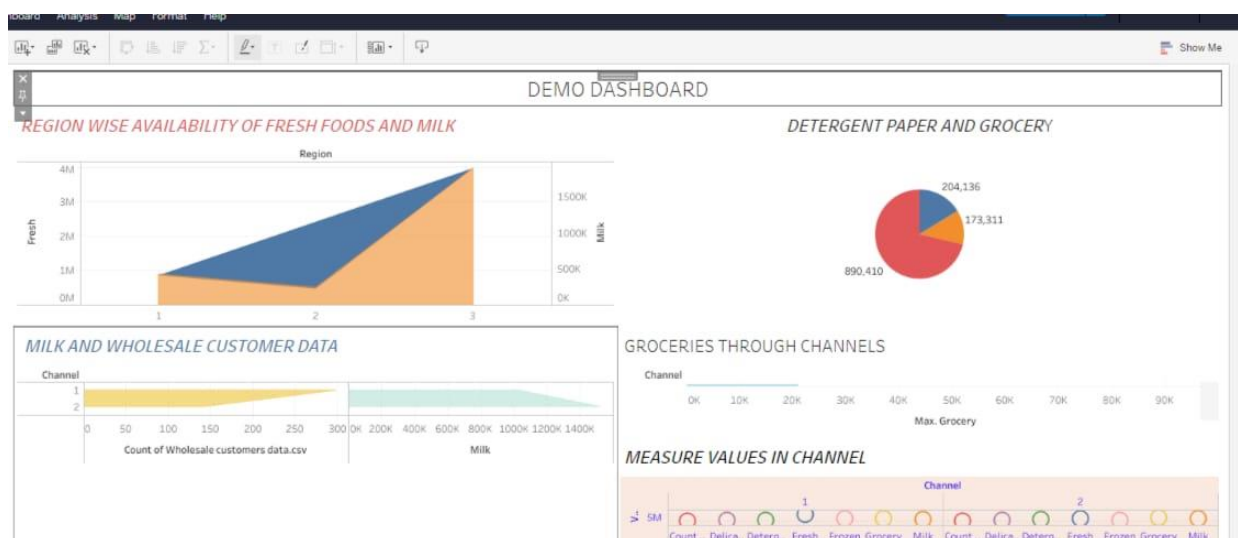 board Analysis Map Format Help
Show Me
DEMO DASHBOARD
REGION WISE AVAILABILITY OF FRESH FOODS AND MILK
Region
4M
3M
2M
1M
0M
Fresh
1500K
1000K
500K
0K
Milk
1 2 3
DETERGENT PAPER AND GROCERY
204,136
173,311
890,410
MILK AND WHOLESALE CUSTOMER DATA
Channel
1
2
0 50 100 150 200 250 300 0K 200K 400K 600K 800K 1000K 1200K 1400K
Count of Wholesale customers data.csv Milk
GROCERIES THROUGH CHANNELS
Channel
0K 10K 20K 30K 40K 50K 60K 70K 80K 90K
Max. Grocery
MEASURE VALUES IN CHANNEL
Channel
1 2
5M
Count Delica Deterg Fresh Frozen Grocery Milk Count Delica Deterg Fresh Frozen Grocery Milk